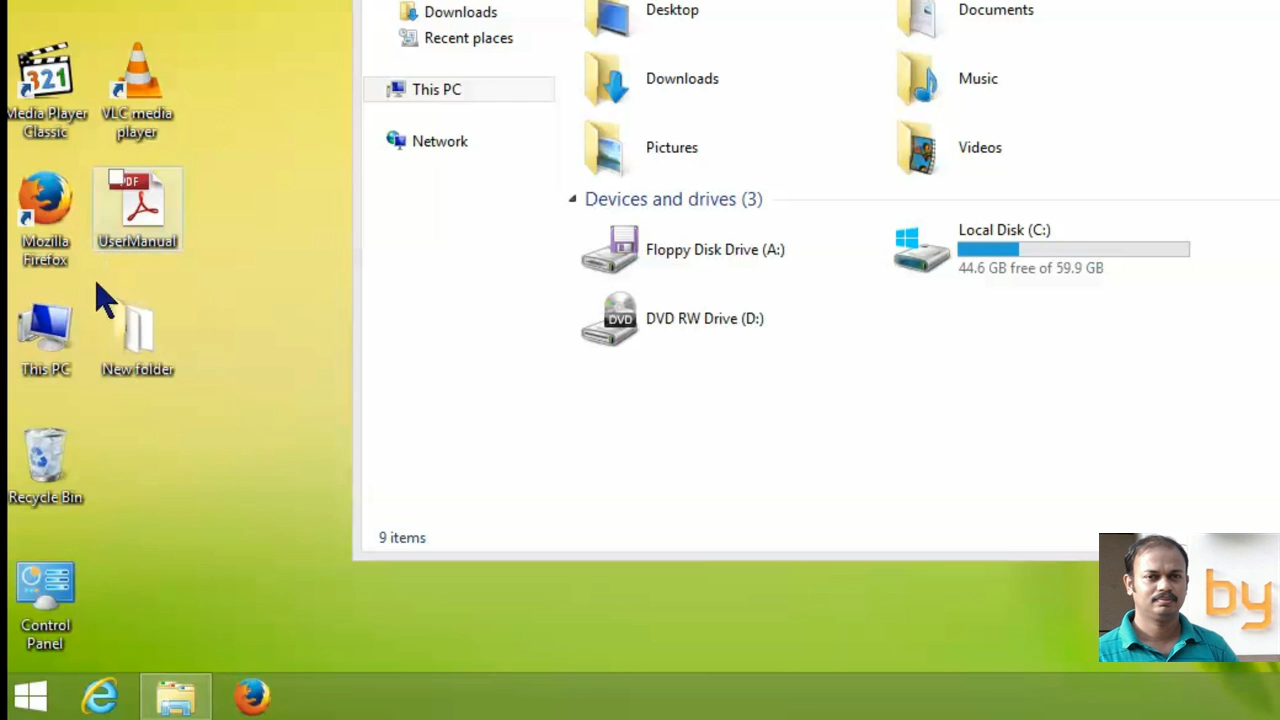 Media Player
Classic
VLC media
player
Mozilla
Firefox
PDF
UserManual
This PC
New folder
Recycle Bin
Control
Panel
Downloads
Recent places
This PC
Network
Desktop
Documents
Downloads
Music
Pictures
Videos
Devices and drives (3)
Floppy Disk Drive (A:)
Local Disk (C:)
44.6 GB free of 59.9 GB
DVD
DVD RW Drive (D:)
9 items
321
by